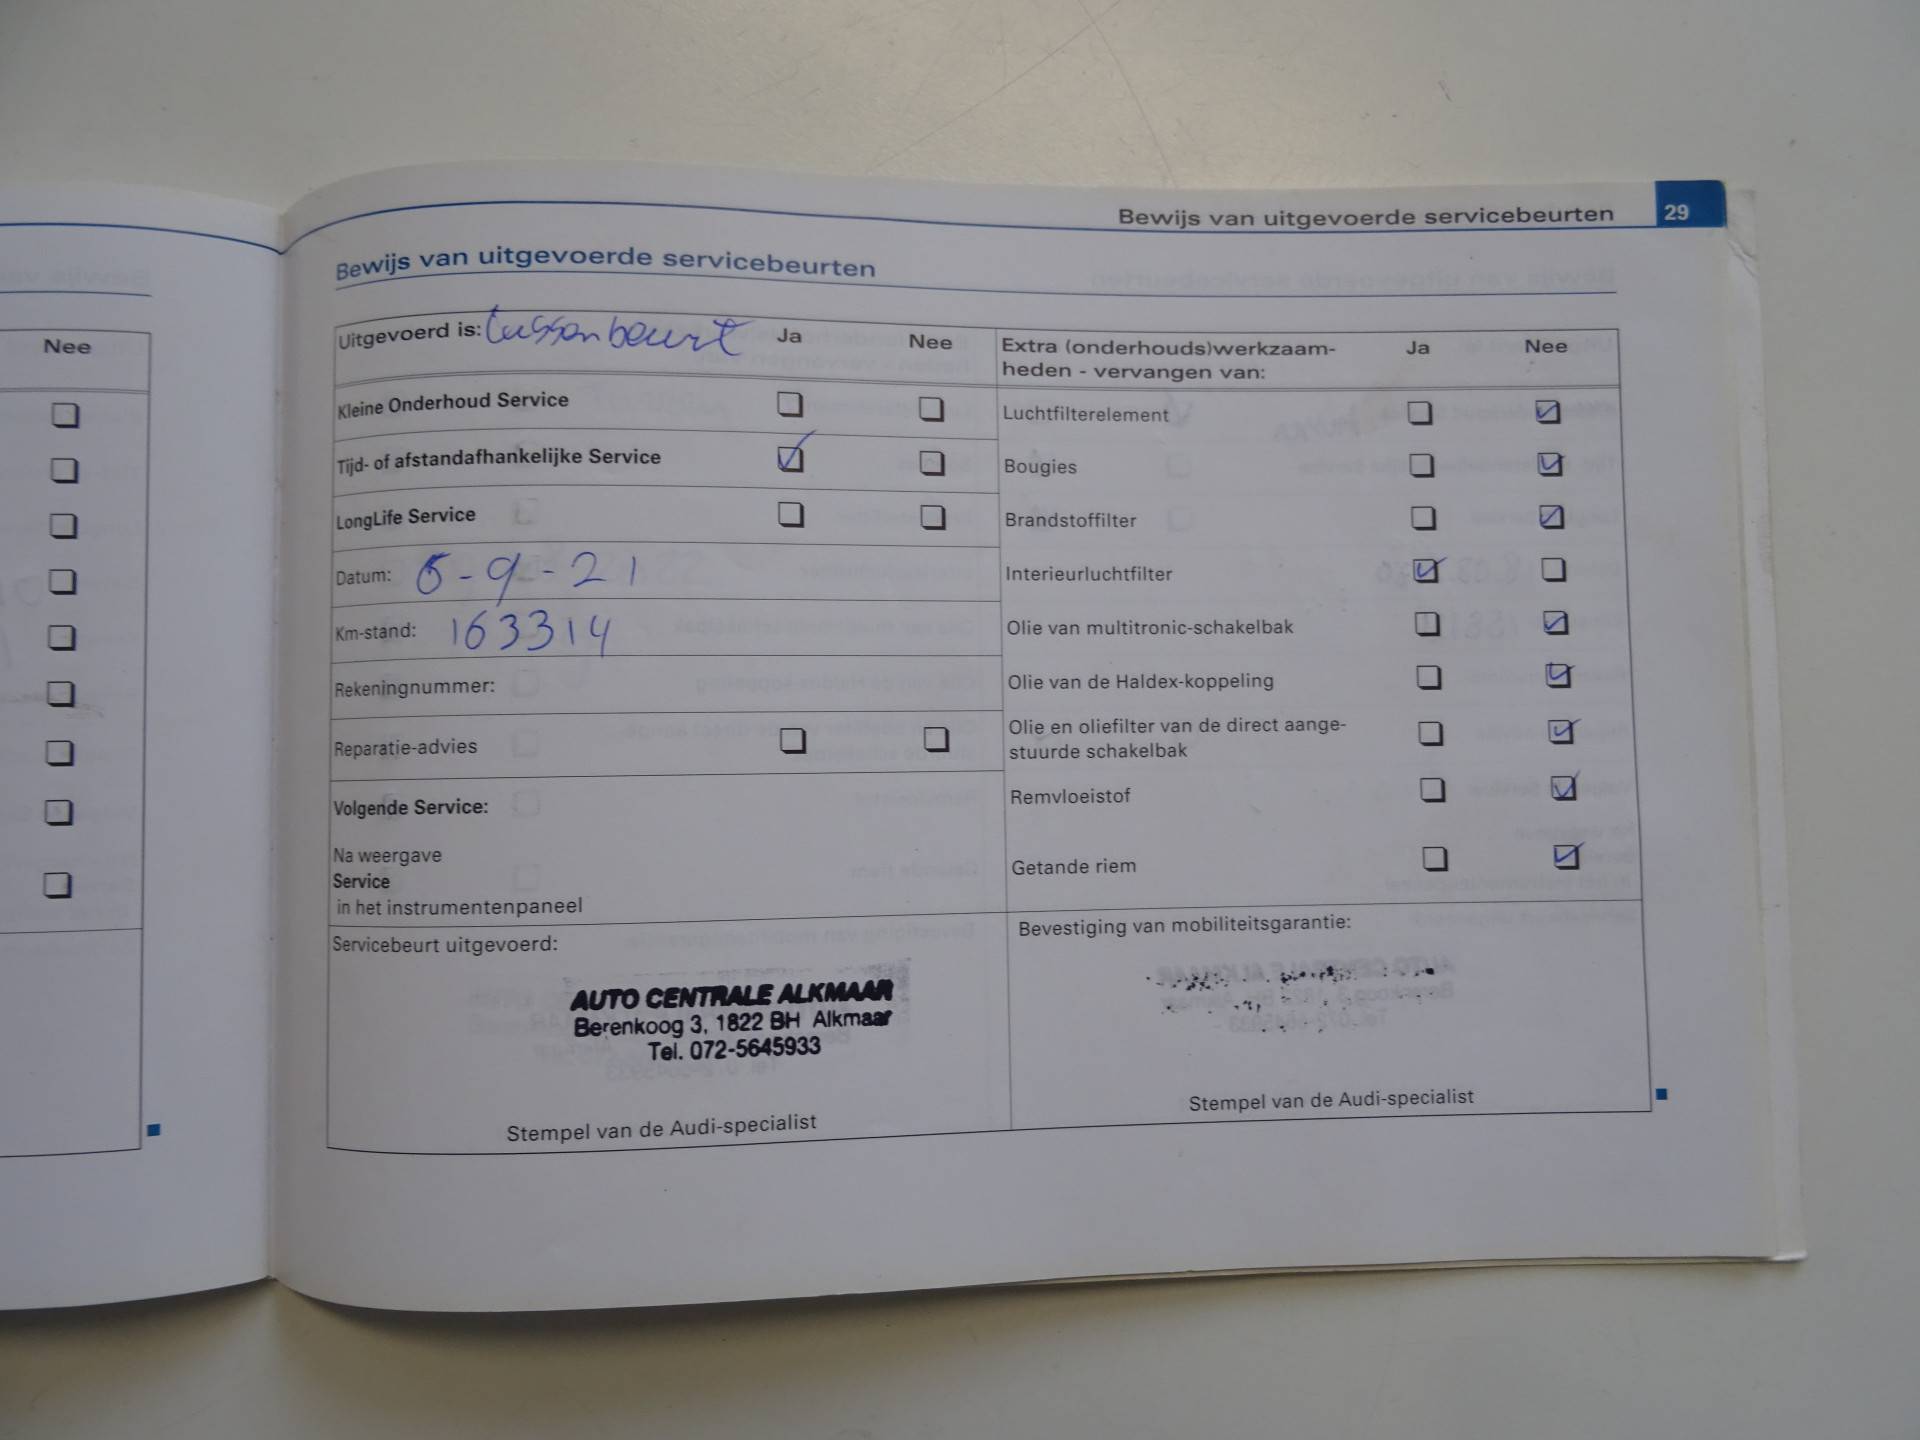 Bewijs van uitgevoerde servicebeurten 29
Bewijs van uitgevoerde servicebeurten
Nee
Uitgevoerd is: tussenbeurt Ja Nee
Kleine Onderhoud Service
Tijd- of afstandafhankelijke Service
LongLife Service
Datum: 6-9-21
Km-stand: 163314
Rekeningnummer:
Reparatie-advies
Volgende Service:
Na weergave
Service
in het instrumentenpaneel
Servicebeurt uitgevoerd:
AUTO CENTRALE ALKMAAR
Berenkoog 3, 1822 BH Alkmaar
Tel. 072-5645933
Stempel van de Audi-specialist
Extra (onderhouds)werkzaam- Ja Nee
heden - vervangen van:
Luchtfilterelement
Bougies
Brandstoffilter
Interieurluchtfilter
Olie van multitronic-schakelbak
Olie van de Haldex-koppeling
Olie en oliefilter van de direct aange-
stuurde schakelbak
Remvloeistof
Getande riem
Bevestiging van mobiliteitsgarantie:
Stempel van de Audi-specialist